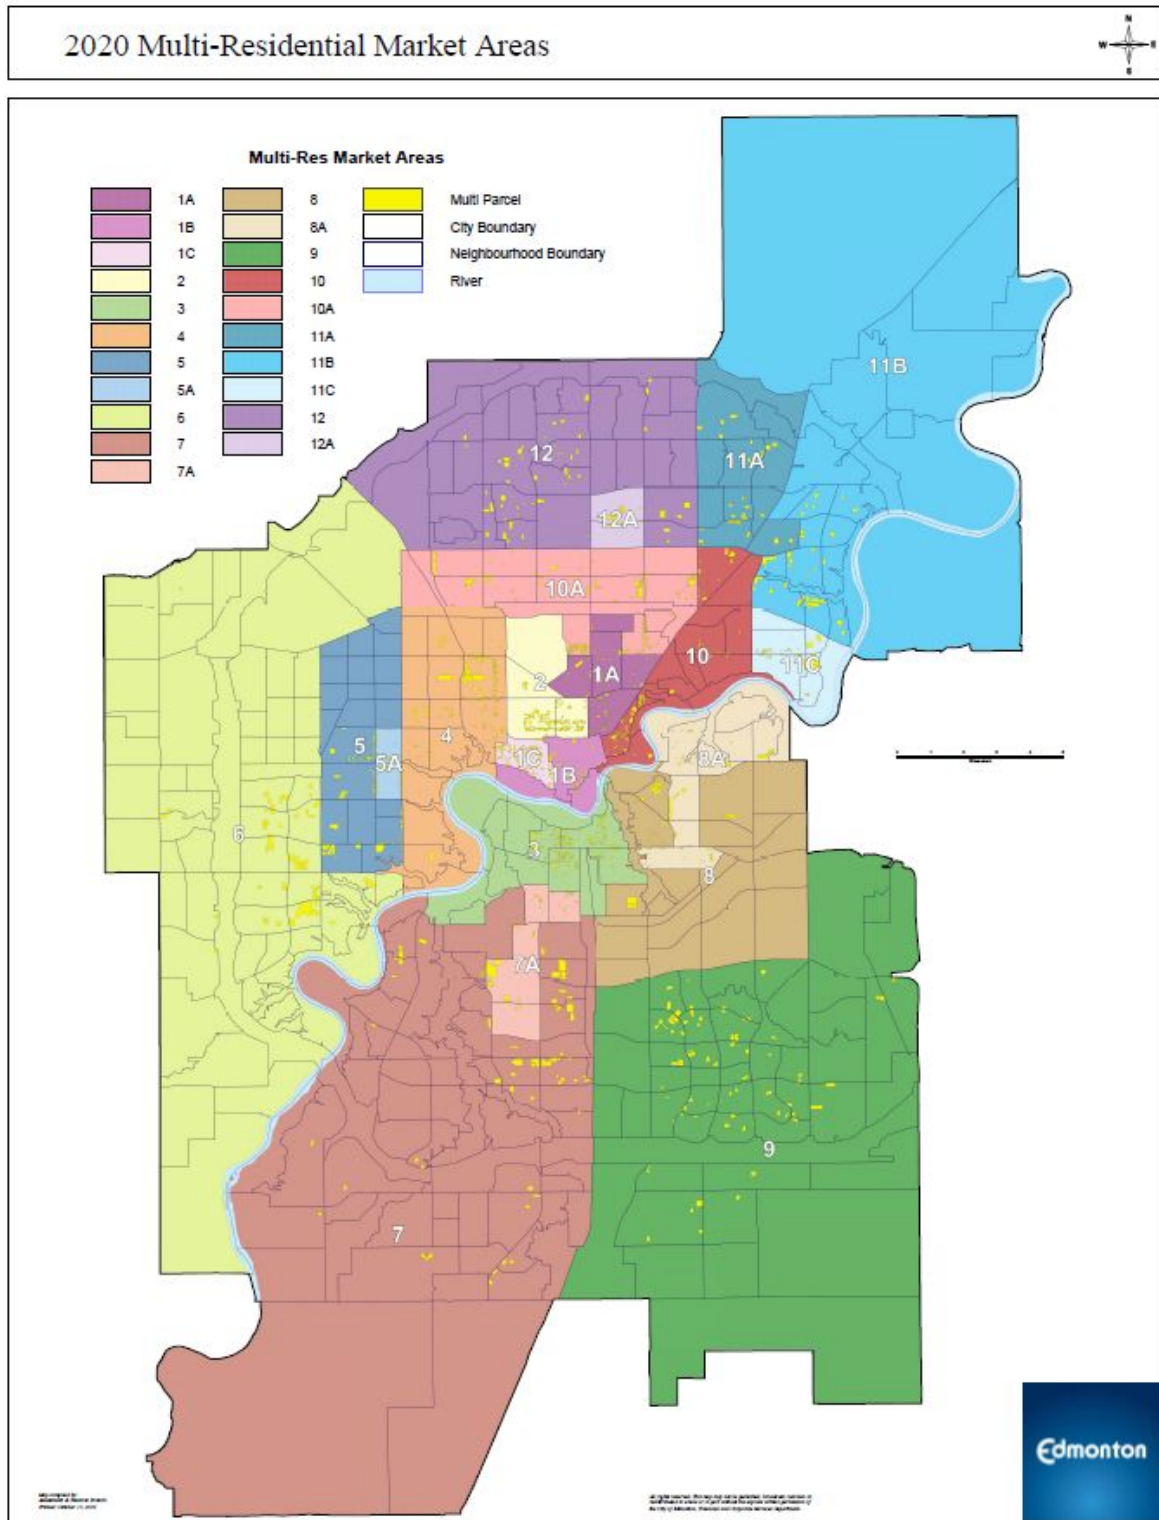 2020 Multi-Residential Market Areas
N
W E
S
Multi-Res Market Areas
1A 8 Multi Parcel
1B 8A City Boundary
1C 9 Neighbourhood Boundary
2 10 River
3 10A
4 11A
5 11B
5A 11C
6 12
7 12A
7A
11B
12
11A
12A
10A
10
1A
2
11C
5
5A
4
1C
1B
8A
6
3
8
7A
9
7
Edmonton